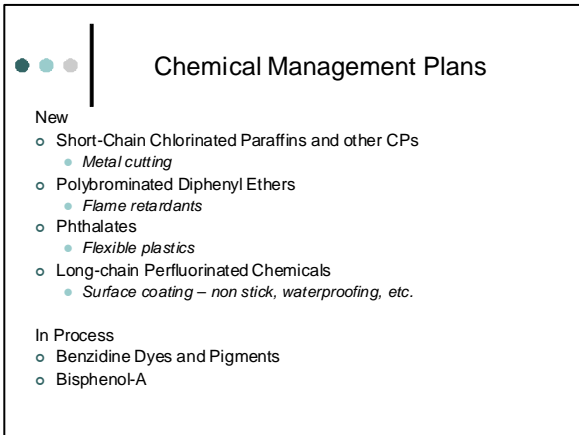 Chemical Management Plans
New
Short-Chain Chlorinated Paraffins and other CPs
Metal cutting
Polybrominated Diphenyl Ethers
Flame retardants
Phthalates
Flexible plastics
Long-chain Perfluorinated Chemicals
Surface coating – non stick, waterproofing, etc.
In Process
Benzidine Dyes and Pigments
Bisphenol-A